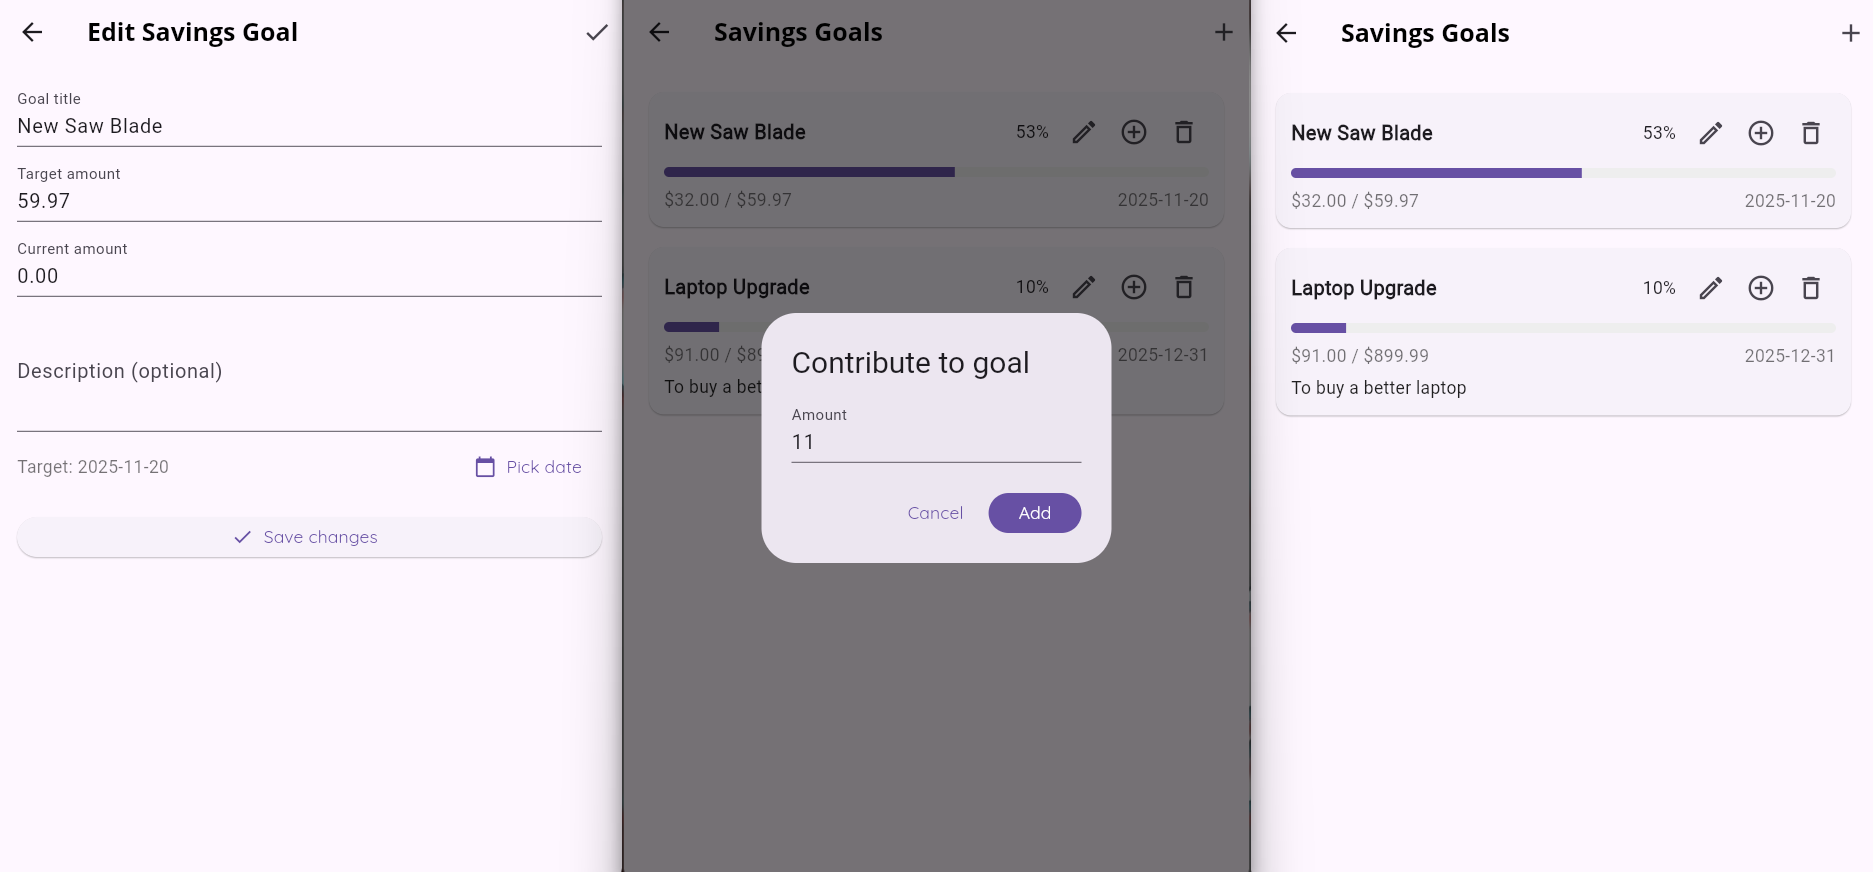 Edit Savings Goal
Goal title
New Saw Blade
Target amount
59.97
Current amount
0.00
Description (optional)
Target: 2025-11-20 Pick date
Save changes
Savings Goals
New Saw Blade 53%
$32.00 / $59.97 2025-11-20
Laptop Upgrade 10%
$91.00 / $89 2025-12-31
To buy a bet
Contribute to goal
Amount
11
Cancel Add
Savings Goals
New Saw Blade 53%
$32.00 / $59.97 2025-11-20
Laptop Upgrade 10%
$91.00 / $899.99 2025-12-31
To buy a better laptop